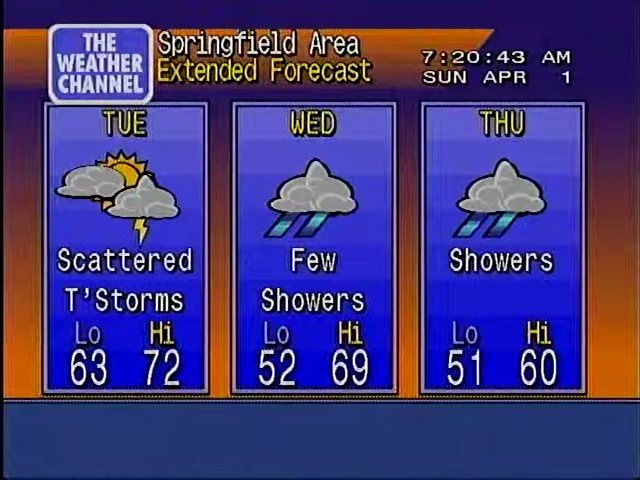 THE
WEATHER
CHANNEL
Springfield Area
Extended Forecast
7:20:43 AM
SUN APR 1
TUE
Scattered
T'Storms
Lo Hi
63 72
WED
Few
Showers
Lo Hi
52 69
THU
Showers
Lo Hi
51 60